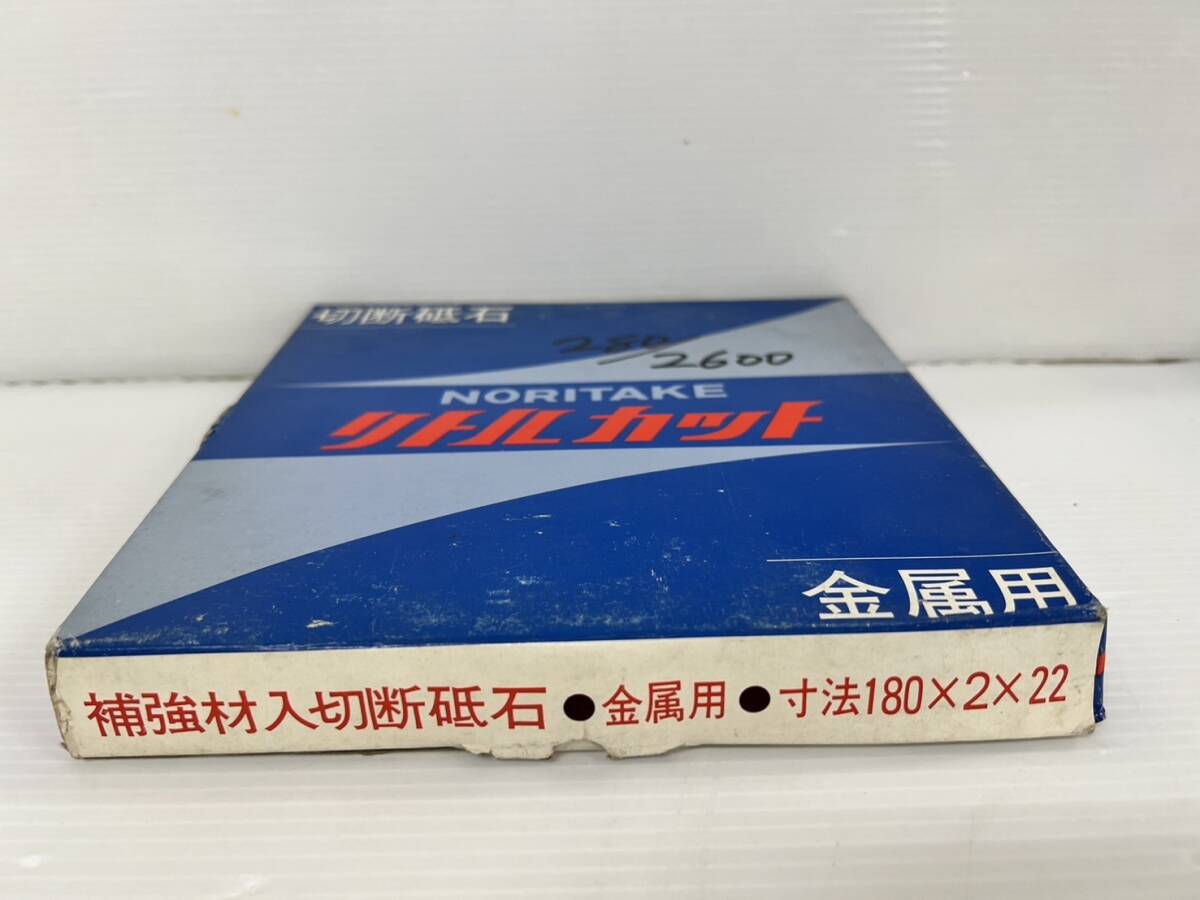 切断砥石
280/2600
NORITAKE
リトルカット
金属用
補強材入切断砥石●金属用●寸法180×2×22